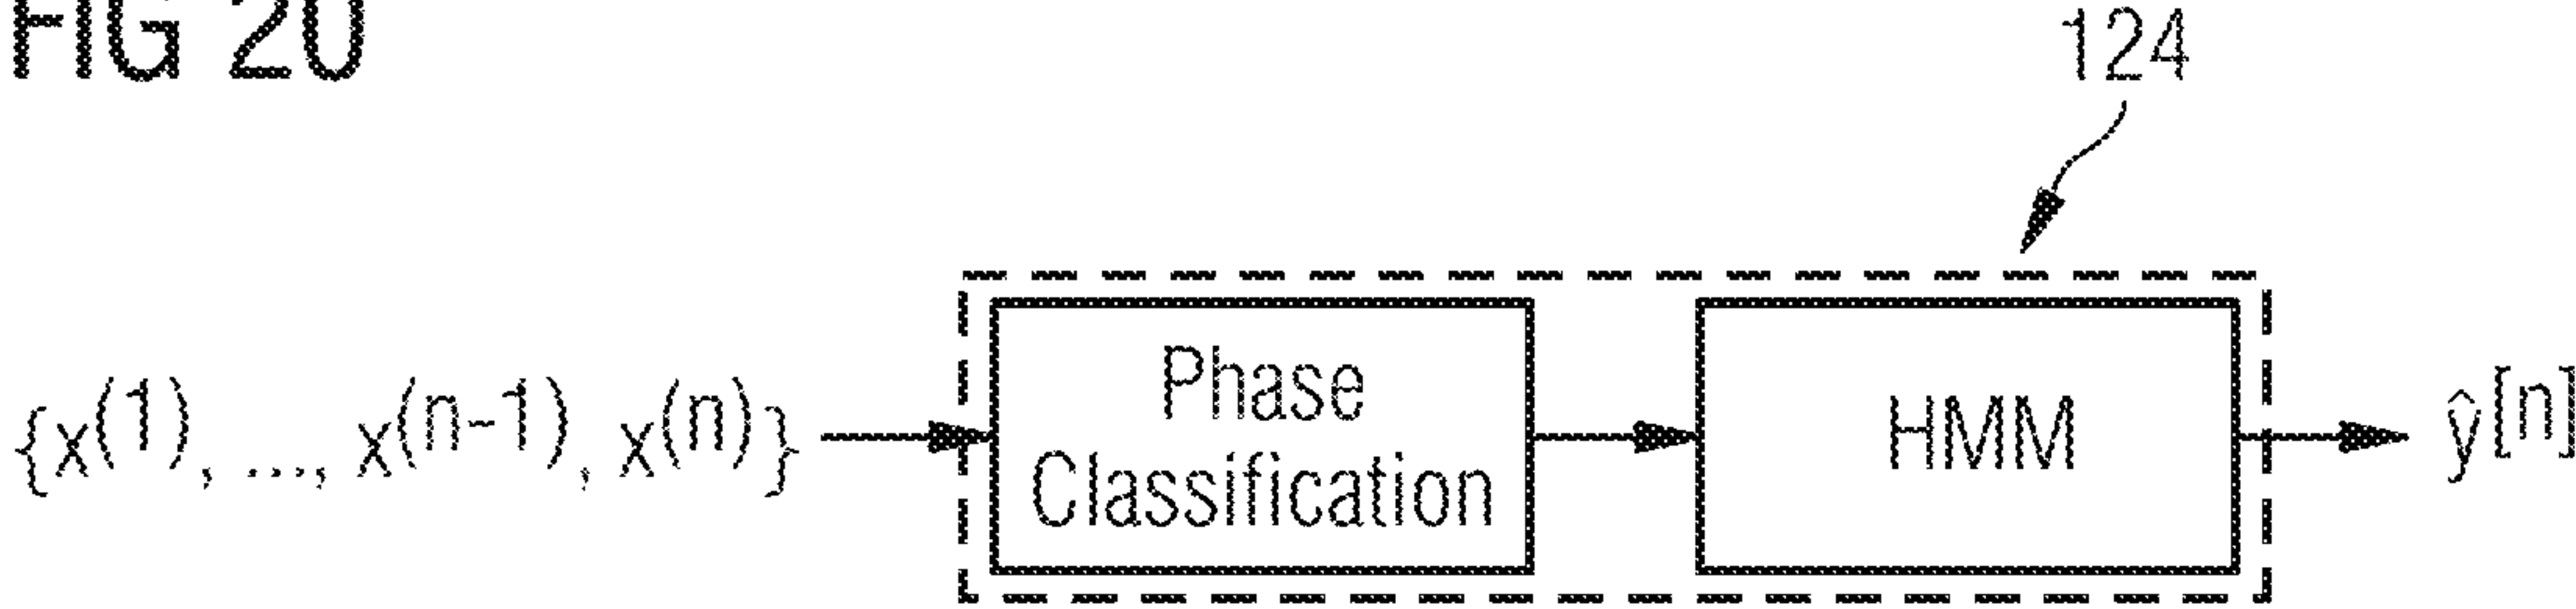 FIG 20
124
{x(1), ..., x(n-1), x(n)}
Phase
Classification
HMM
ŷ[n]